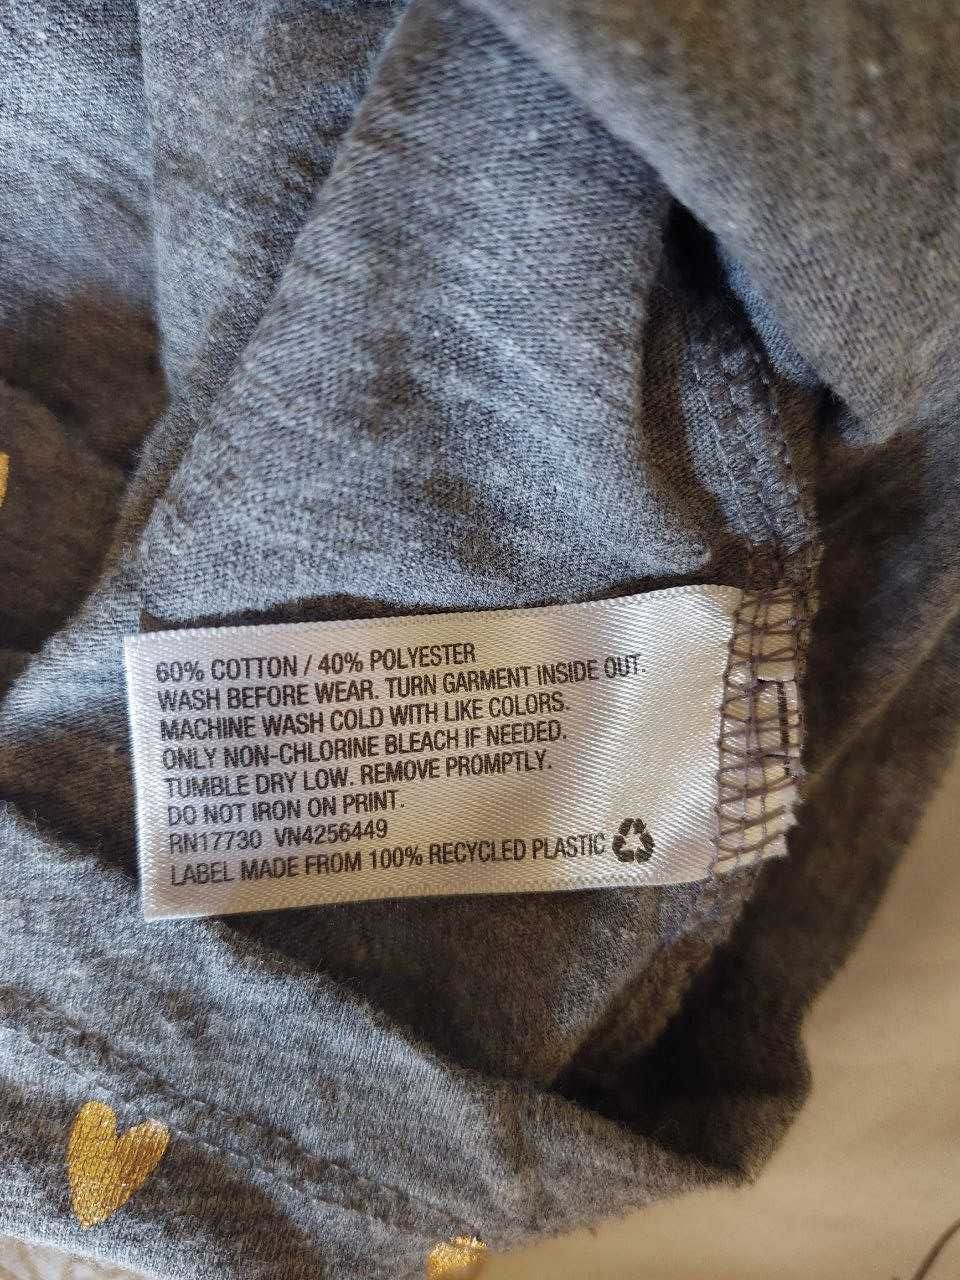 60% COTTON / 40% POLYESTER
WASH BEFORE WEAR. TURN GARMENT INSIDE OUT.
MACHINE WASH COLD WITH LIKE COLORS.
ONLY NON-CHLORINE BLEACH IF NEEDED.
TUMBLE DRY LOW. REMOVE PROMPTLY.
DO NOT IRON ON PRINT.
RN17730 VN4256449
LABEL MADE FROM 100% RECYCLED PLASTIC